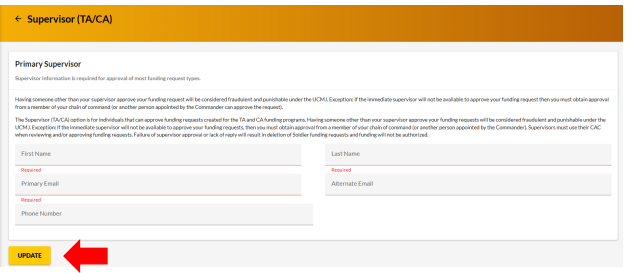 ← Supervisor (TA/CA)
Primary Supervisor
Supervisor information is required for approval of most funding request types.
Having someone other than your supervisor approve your funding request will be considered fraudulent and punishable under the UCMJ. Exception: If the immediate supervisor will not be available to approve your funding request then you must obtain approval
from a member of your chain of command (or another person appointed by the Commander can approve the request).
The Supervisor (TA/CA) option is for individuals that can approve funding requests created for the TA and CA funding programs. Having someone other than your supervisor approve your funding requests will be considered fraudulent and punishable under the
UCMJ. Exception: If the immediate supervisor will not be available to approve your funding requests, then you must obtain approval from a member of your chain of command (or another person appointed by the Commander). Supervisors must use their CAC
when reviewing and/or approving funding requests. Failure of supervisor approval or lack of reply will result in deletion of Soldier funding requests and funding will not be authorized.
First Name
Last Name
Required
Required
Primary Email
Alternate Email
Required
Phone Number
UPDATE